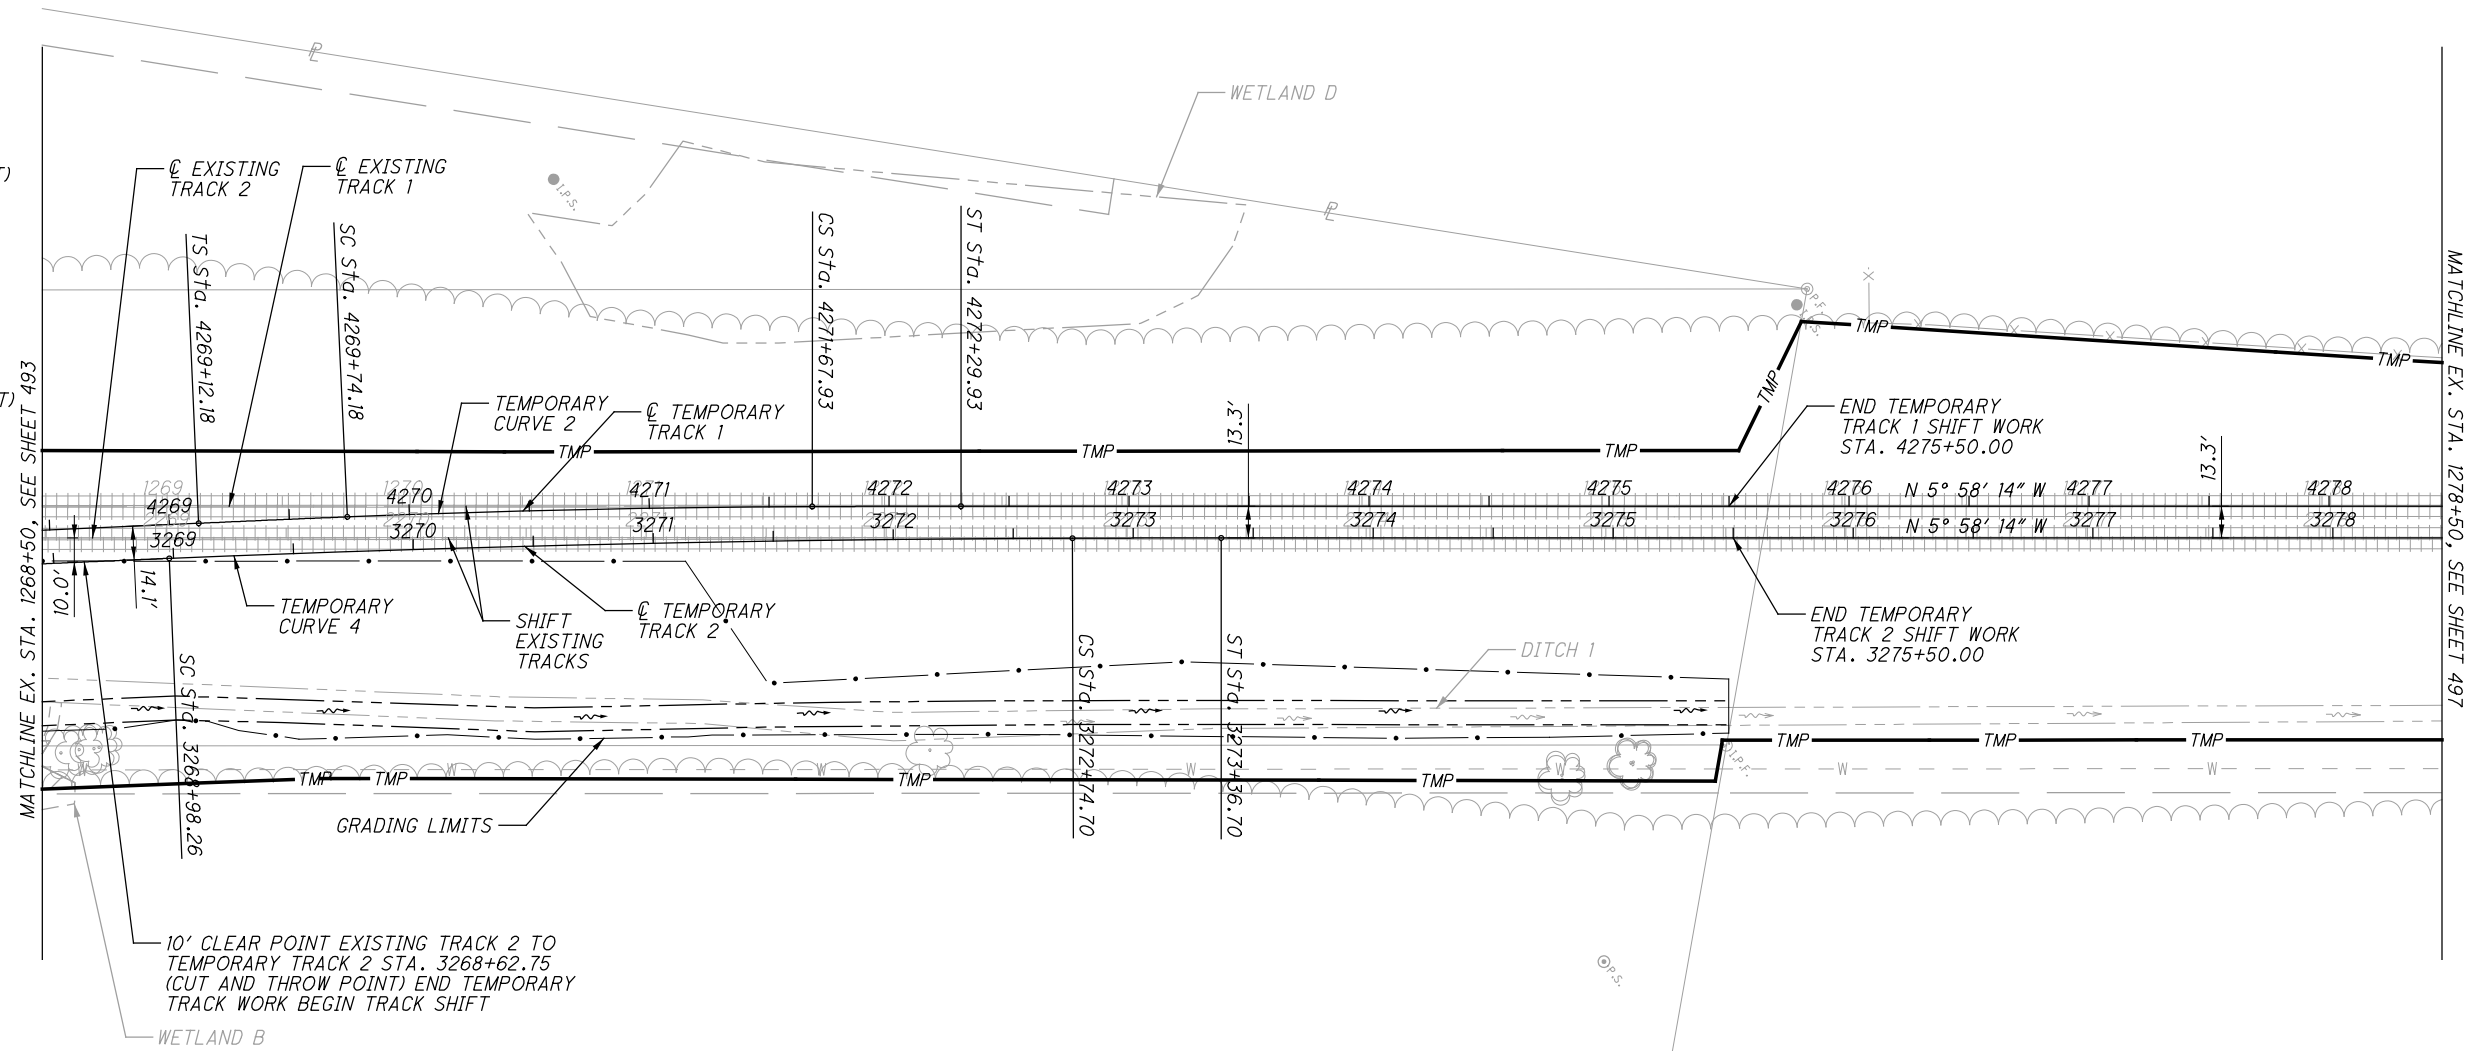 WETLAND D
I.P.S.
℄ EXISTING
TRACK 2
℄ EXISTING
TRACK 1
T)
T)
TS Sta. 4269+12.18
SC Sta. 4269+74.18
CS Sta. 4271+67.93
ST Sta. 4272+29.93
P.F.
I.P.S.
X
TMP
TMP
TEMPORARY
CURVE 2
℄ TEMPORARY
TRACK 1
13.3'
TMP
TMP
TMP
TMP
END TEMPORARY
TRACK 1 SHIFT WORK
STA. 4275+50.00
13.3'
1269
4269
1270
4270
4271
4272
4273
4274
4275
4276
N 5° 58' 14" W
4277
4278
3269
3270
3271
3272
3273
3274
3275
3276
N 5° 58' 14" W
3277
3278
10.0'
14.1'
TEMPORARY
CURVE 4
SHIFT
EXISTING
TRACKS
℄ TEMPORARY
TRACK 2
END TEMPORARY
TRACK 2 SHIFT WORK
STA. 3275+50.00
DITCH 1
SC Sta. 3268+98.26
CS Sta. 3272+74.70
ST Sta. 3273+36.70
TMP
TMP
TMP
TMP
TMP
TMP
TMP
W
W
W
W
W
W
W
I.P.F.
GRADING LIMITS
10' CLEAR POINT EXISTING TRACK 2 TO
TEMPORARY TRACK 2 STA. 3268+62.75
(CUT AND THROW POINT) END TEMPORARY
TRACK WORK BEGIN TRACK SHIFT
WETLAND B
P.S.
MATCHLINE EX. STA. 1268+50, SEE SHEET 493
MATCHLINE EX. STA. 1278+50, SEE SHEET 497